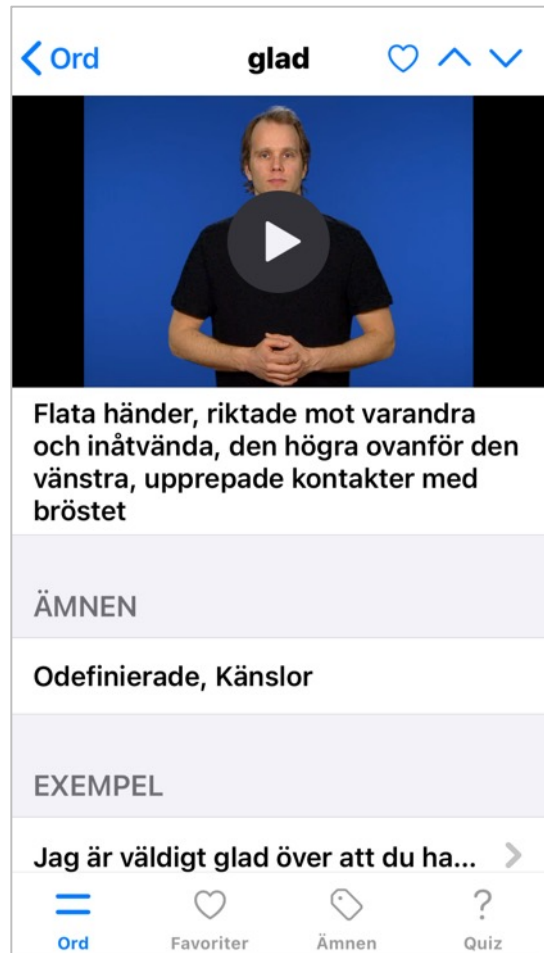 Ord
glad
Flata händer, riktade mot varandra
och inåtvända, den högra ovanför den
vänstra, upprepade kontakter med
bröstet
ÄMNEN
Odefinierade, Känslor
EXEMPEL
Jag är väldigt glad över att du ha...
Ord Favoriter Ämnen Quiz